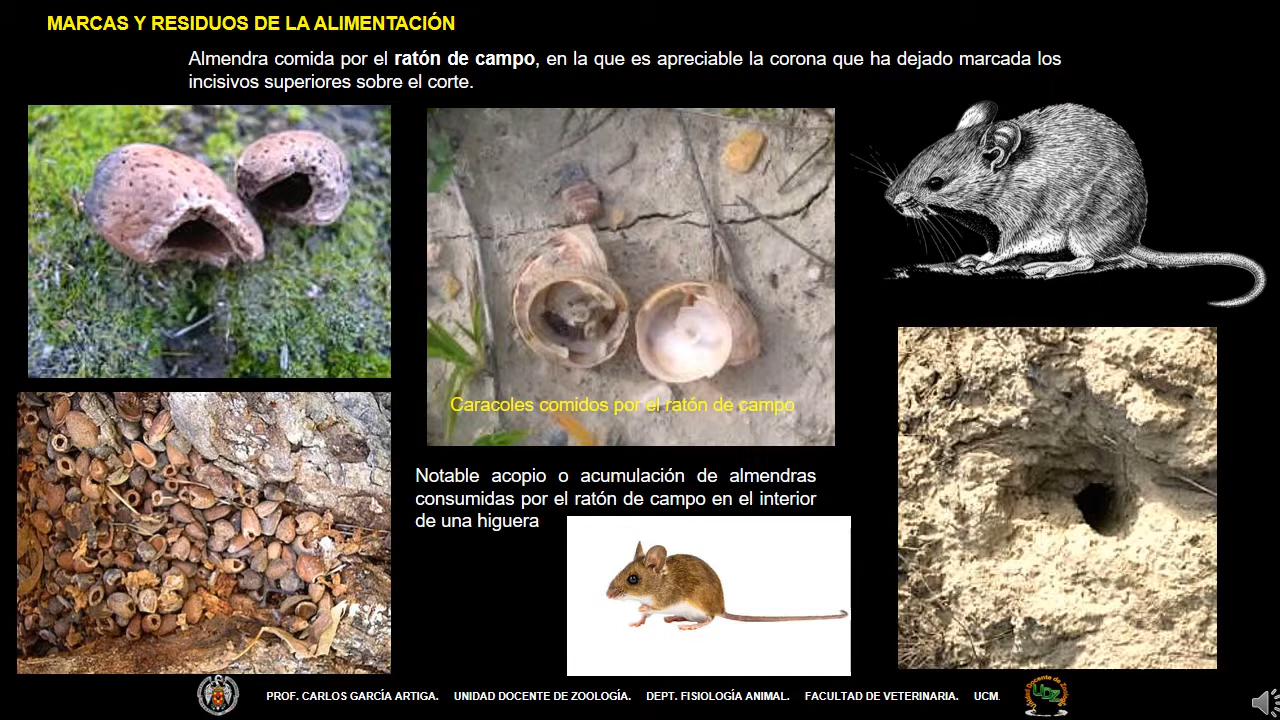 MARCAS Y RESIDUOS DE LA ALIMENTACIÓN
Almendra comida por el ratón de campo, en la que es apreciable la corona que ha dejado marcada los
incisivos superiores sobre el corte.
Caracoles comidos por el ratón de campo
Notable acopio o acumulación de almendras
consumidas por el ratón de campo en el interior
de una higuera
PROF. CARLOS GARCÍA ARTIGA. UNIDAD DOCENTE DE ZOOLOGÍA. DEPT. FISIOLOGÍA ANIMAL. FACULTAD DE VETERINARIA. UCM.
UDZ